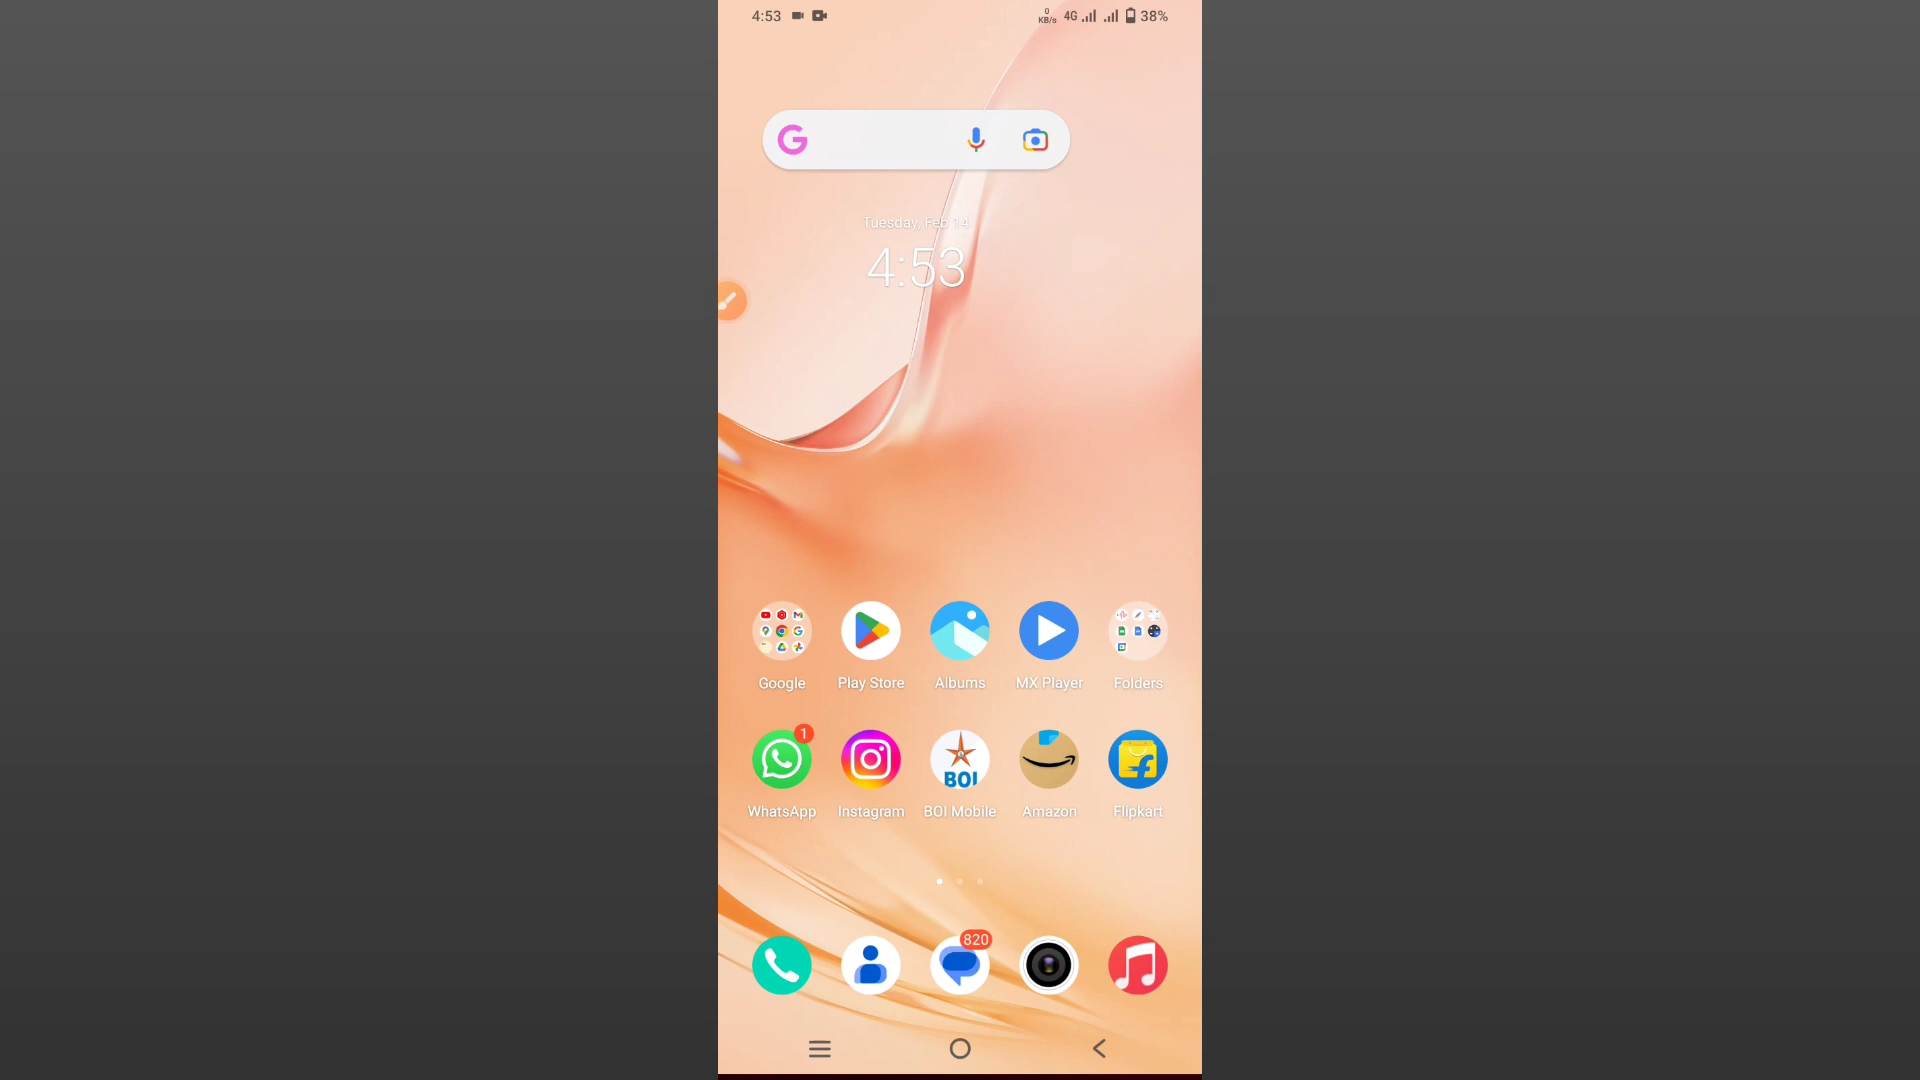 4:53
0
KB/s
4G
38%
Tuesday, Feb 14
4:53
Google
Play Store
Albums
MX Player
Folders
1
BOI
WhatsApp
Instagram
BOI Mobile
Amazon
Flipkart
820